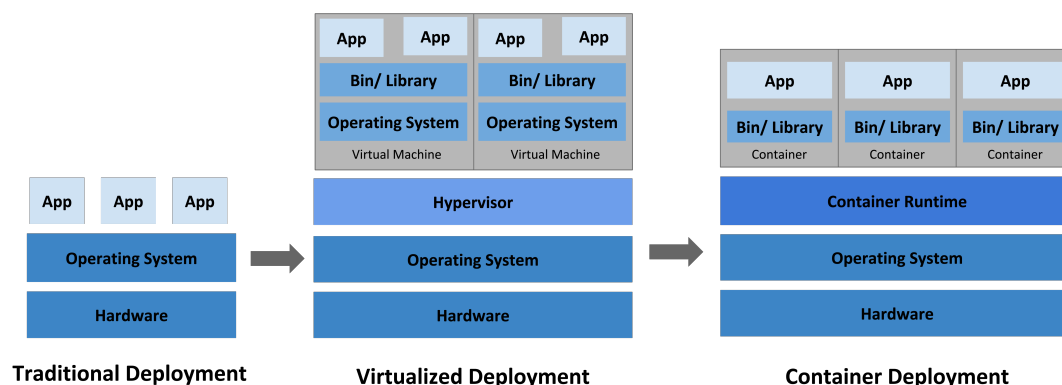 App
App
App
Operating System
Hardware
Traditional Deployment
App
App
App
App
Bin/ Library
Bin/ Library
Operating System
Operating System
Virtual Machine
Virtual Machine
Hypervisor
Operating System
Hardware
Virtualized Deployment
App
App
App
Bin/ Library
Bin/ Library
Bin/ Library
Container
Container
Container
Container Runtime
Operating System
Hardware
Container Deployment